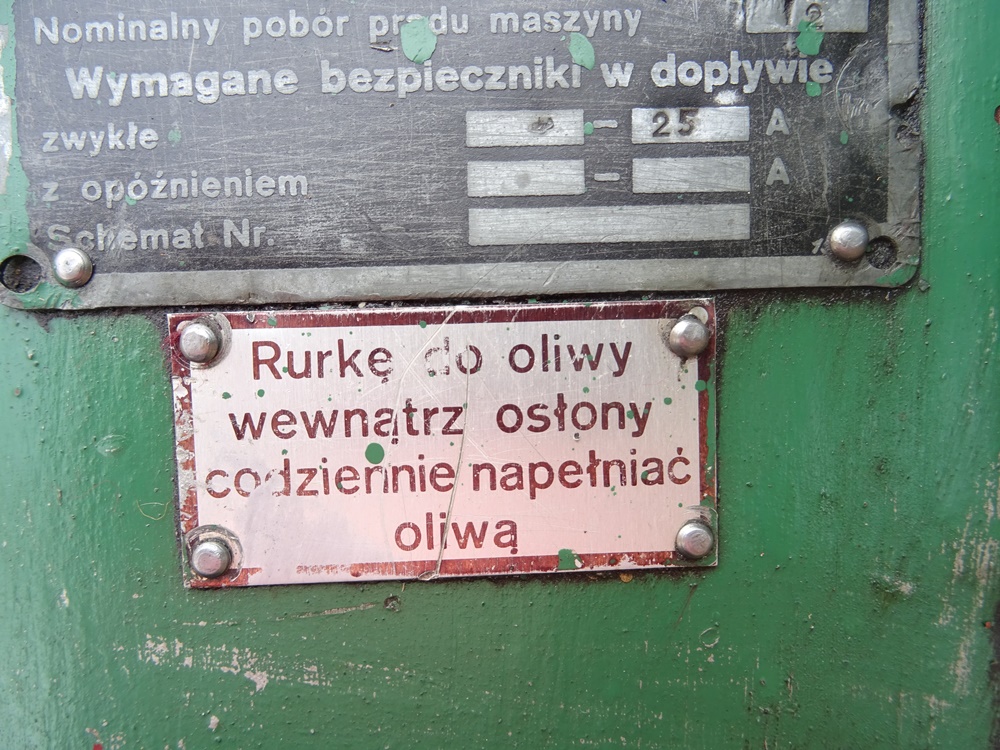 Nominalny pobór prądu maszyny
Wymagane bezpieczniki w dopływie
zwykłe – 25 A
z opóźnieniem – A
Schemat Nr.
Rurkę do oliwy
wewnątrz osłony
codziennie napełniać
oliwą